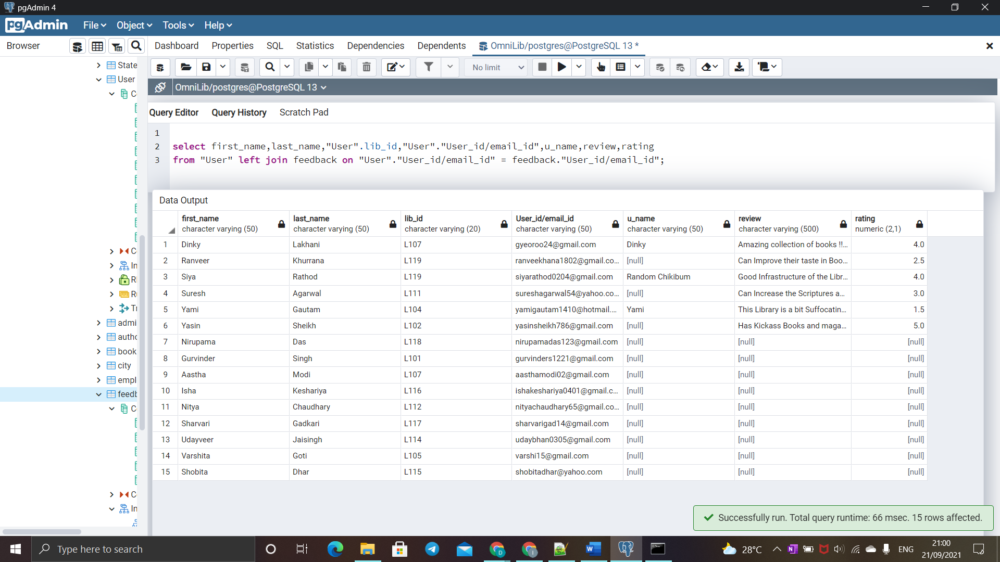 pgAdmin 4
pgAdmin File Object Tools Help
Browser Dashboard Properties SQL Statistics Dependencies Dependents OmniLib/postgres@PostgreSQL 13 *
No limit
OmniLib/postgres@PostgreSQL 13
Query Editor Query History Scratch Pad
1
2 select first_name,last_name,"User".lib_id,"User"."User_id/email_id",u_name,review,rating
3 from "User" left join feedback on "User"."User_id/email_id" = feedback."User_id/email_id";
State
User
C
C
In
Rl
Ru
Tr
admi
autho
book
city
empl
feedb
C
C
In
Data Output
first_name last_name lib_id User_id/email_id u_name review rating
character varying (50) character varying (50) character varying (20) character varying (50) character varying (50) character varying (500) numeric (2,1)
1 Dinky Lakhani L107 gyeoroo24@gmail.com Dinky Amazing collection of books !!... 4.0
2 Ranveer Khurrana L119 ranveekhana1802@gmail.co... [null] Can Improve their taste in Boo... 2.5
3 Siya Rathod L119 siyarathod0204@gmail.com Random Chikibum Good Infrastructure of the Libr... 4.0
4 Suresh Agarwal L111 sureshagarwal54@yahoo.co... [null] Can Increase the Scriptures a... 3.0
5 Yami Gautam L104 yamigautam1410@hotmail.... Yami This Library is a bit Suffocatin... 1.5
6 Yasin Sheikh L102 yasinsheikh786@gmail.com [null] Has Kickass Books and maga... 5.0
7 Nirupama Das L118 nirupamadas123@gmail.com [null] [null] [null]
8 Gurvinder Singh L101 gurvinders1221@gmail.com [null] [null] [null]
9 Aastha Modi L107 aasthamodi02@gmail.com [null] [null] [null]
10 Isha Keshariya L116 ishakeshariya0401@gmail.c... [null] [null] [null]
11 Nitya Chaudhary L112 nityachaudhary65@gmail.co... [null] [null] [null]
12 Sharvari Gadkari L117 sharvarigad14@gmail.com [null] [null] [null]
13 Udayveer Jaisingh L114 udaybhan0305@gmail.com [null] [null] [null]
14 Varshita Goti L105 varshi15@gmail.com [null] [null] [null]
15 Shobita Dhar L115 shobitadhar@yahoo.com [null] [null] [null]
Successfully run. Total query runtime: 66 msec. 15 rows affected.
Type here to search
28°C ENG
21:00
21/09/2021